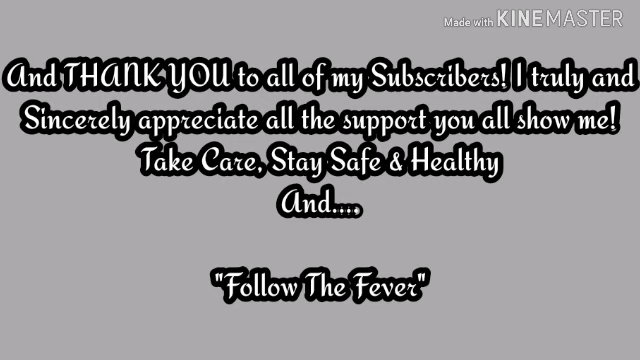 Made with KINEMASTER
And THANK YOU to all of my Subscribers! I truly and
Sincerely appreciate all the support you all show me!
Take Care, Stay Safe & Healthy
And....
"Follow The Fever"